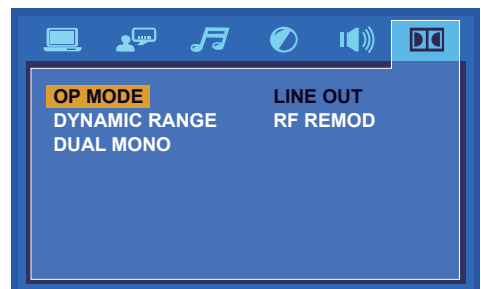 OP MODE LINE OUT
DYNAMIC RANGE RF REMOD
DUAL MONO